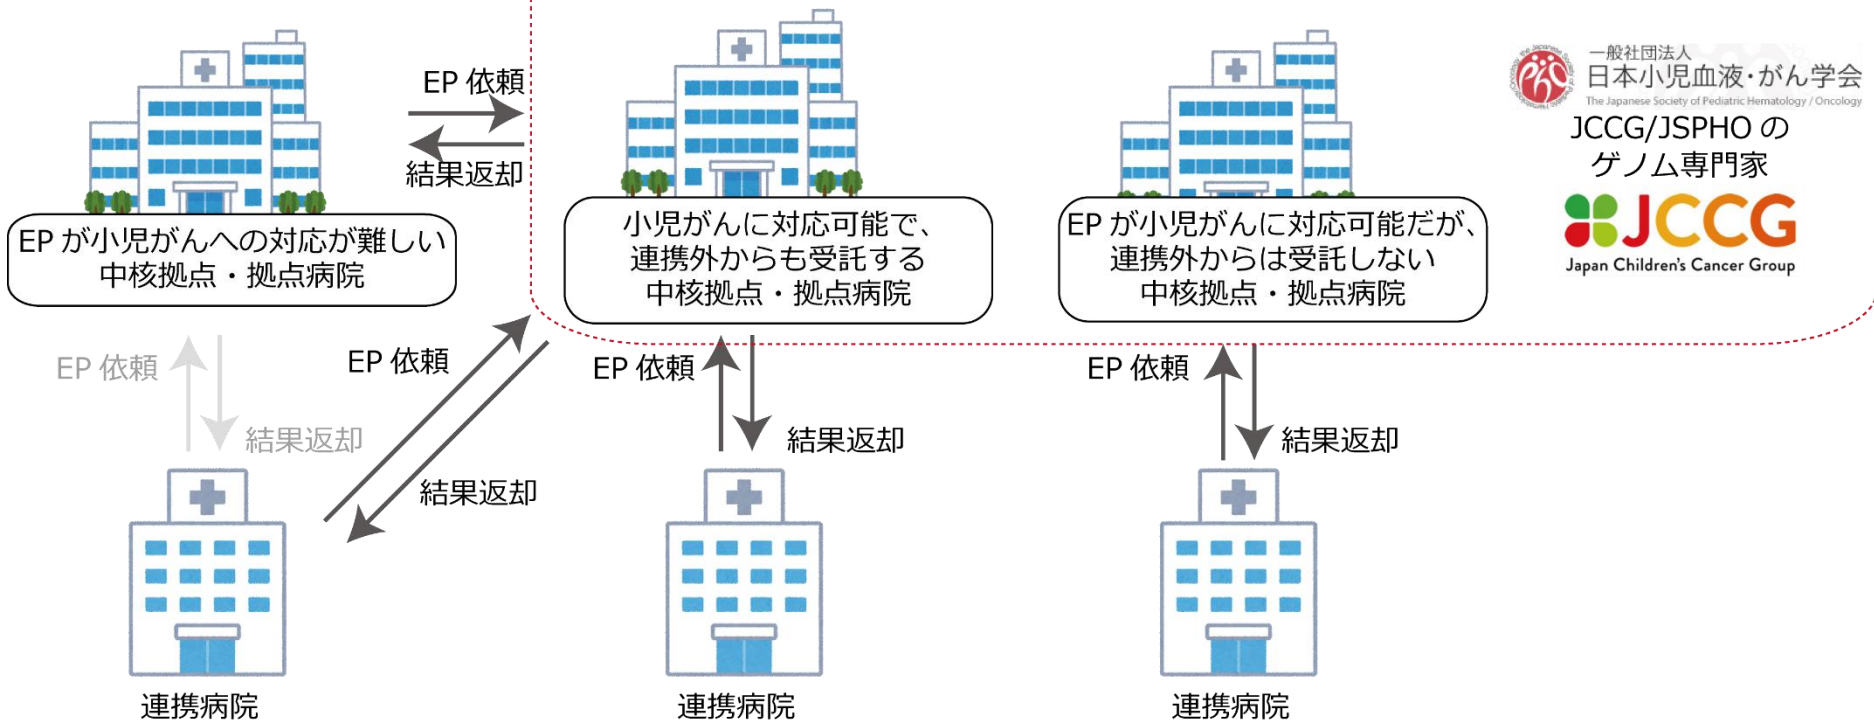 EP 依頼
結果返却
EP が小児がんへの対応が難しい
中核拠点・拠点病院
小児がんに対応可能で、
連携外からも受託する
中核拠点・拠点病院
EP が小児がんに対応可能だが、
連携外からは受託しない
中核拠点・拠点病院
一般社団法人
日本小児血液・がん学会
The Japanese Society of Pediatric Hematology / Oncology
JCCG/JSPHO の
ゲノム専門家
JCCG
Japan Children's Cancer Group
EP 依頼
結果返却
EP 依頼
結果返却
EP 依頼
結果返却
EP 依頼
結果返却
連携病院
連携病院
連携病院